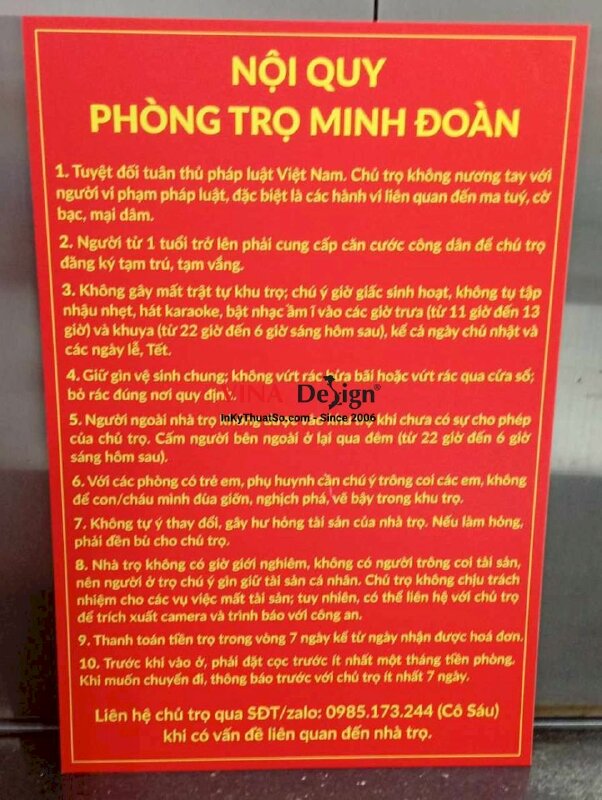 NỘI QUY
PHÒNG TRỌ MINH ĐOÀN
1. Tuyệt đối tuân thủ pháp luật Việt Nam. Chủ trọ không nương tay với
người vi phạm pháp luật, đặc biệt là các hành vi liên quan đến ma tuý, cờ
bạc, mại dâm.
2. Người từ 1 tuổi trở lên phải cung cấp căn cước công dân để chủ trọ
đăng ký tạm trú, tạm vắng.
3. Không gây mất trật tự khu trọ; chú ý giờ giấc sinh hoạt, không tụ tập
nhậu nhẹt, hát karaoke, bật nhạc ầm ĩ vào các giờ trưa (từ 11 giờ đến 13
giờ) và khuya (từ 22 giờ đến 6 giờ sáng hôm sau), kể cả ngày chủ nhật và
các ngày lễ, Tết.
4. Giữ gìn vệ sinh chung; không vứt rác bừa bãi hoặc vứt rác qua cửa sổ;
bỏ rác đúng nơi quy định.
VINA Design®
InKyThuatSo.com - Since 2006
5. Người ngoài nhà trọ không khi chưa có sự cho phép
của chủ trọ. Cấm người bên ngoài ở lại qua đêm (từ 22 giờ đến 6 giờ
sáng hôm sau).
6. Với các phòng có trẻ em, phụ huynh cần chú ý trông coi các em, không
để con/cháu mình đùa giỡn, nghịch phá, vẽ bậy trong khu trọ.
7. Không tự ý thay đổi, gây hư hỏng tài sản của nhà trọ. Nếu làm hỏng,
phải đền bù cho chủ trọ.
8. Nhà trọ không có giờ giới nghiêm, không có người trông coi tài sản,
nên người ở trọ chú ý gìn giữ tài sản cá nhân. Chủ trọ không chịu trách
nhiệm cho các vụ việc mất tài sản; tuy nhiên, có thể liên hệ với chủ trọ
để trích xuất camera và trình báo với công an.
9. Thanh toán tiền trọ trong vòng 7 ngày kể từ ngày nhận được hoá đơn.
10. Trước khi vào ở, phải đặt cọc trước ít nhất một tháng tiền phòng.
Khi muốn chuyển đi, thông báo trước với chủ trọ ít nhất 7 ngày.
Liên hệ chủ trọ qua SĐT/zalo: 0985.173.244 (Cô Sáu)
khi có vấn đề liên quan đến nhà trọ.